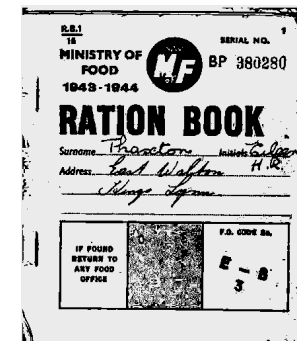 R.B.1
16
MINISTRY OF
FOOD
1943-1944
MF
SERIAL NO.
BP 380280
RATION BOOK
Surname Thaxton Initials Eileen
H.R.
Address East Walton
Kings Lynn
IF FOUND
RETURN TO
ANY FOOD
OFFICE
F.O. CODE No.
E - B
3